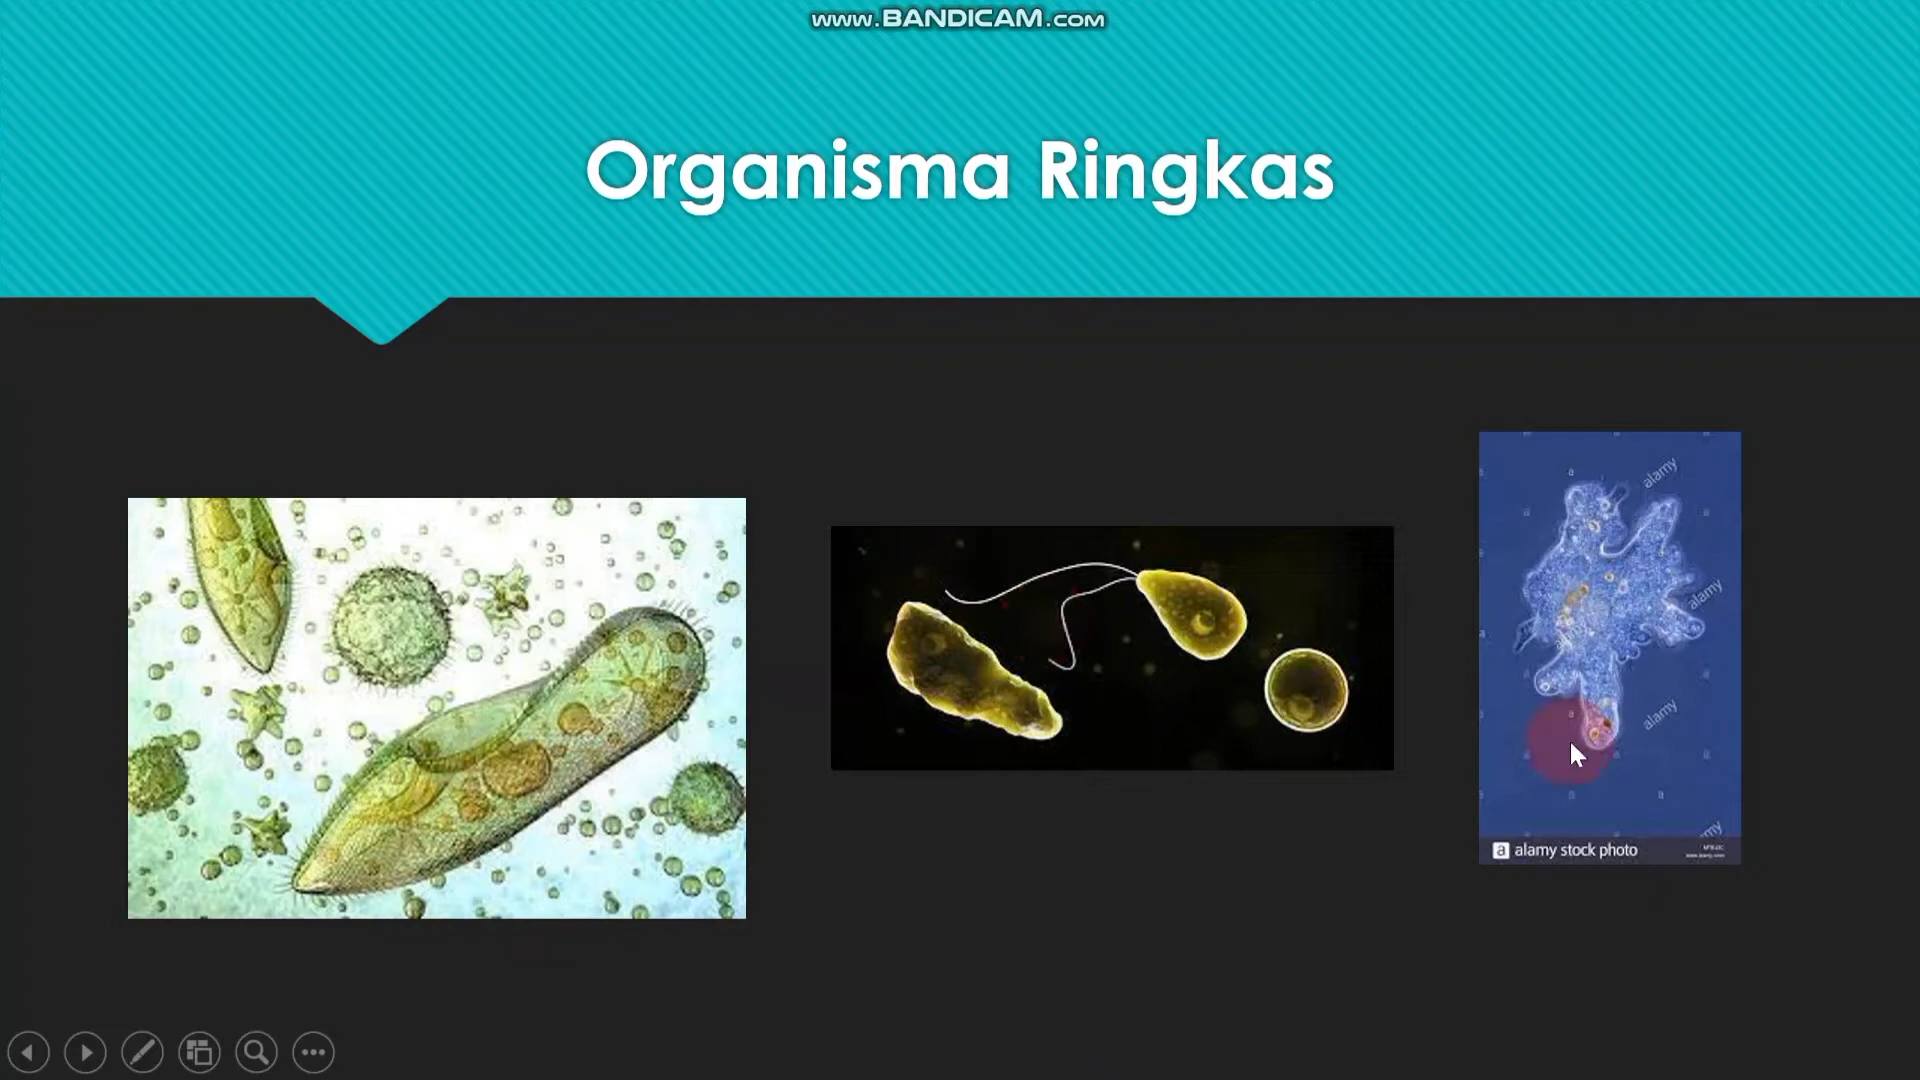 www.BANDICAM.com
Organisma Ringkas
alamy
alamy
alamy
a alamy stock photo